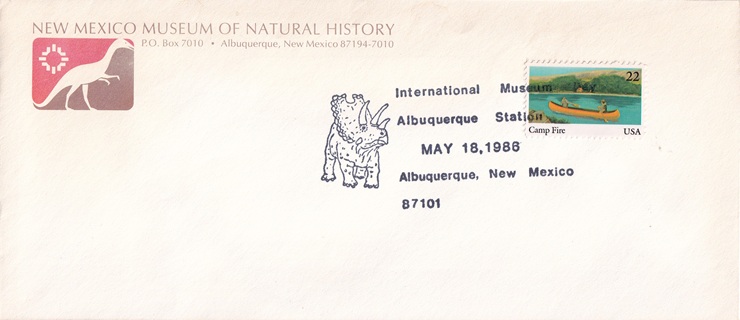 NEW MEXICO MUSEUM OF NATURAL HISTORY
P.O. Box 7010 • Albuquerque, New Mexico 87194-7010
International Museum Day
Albuquerque Station
MAY 18,1986
Albuquerque, New Mexico
87101
22
Camp Fire USA